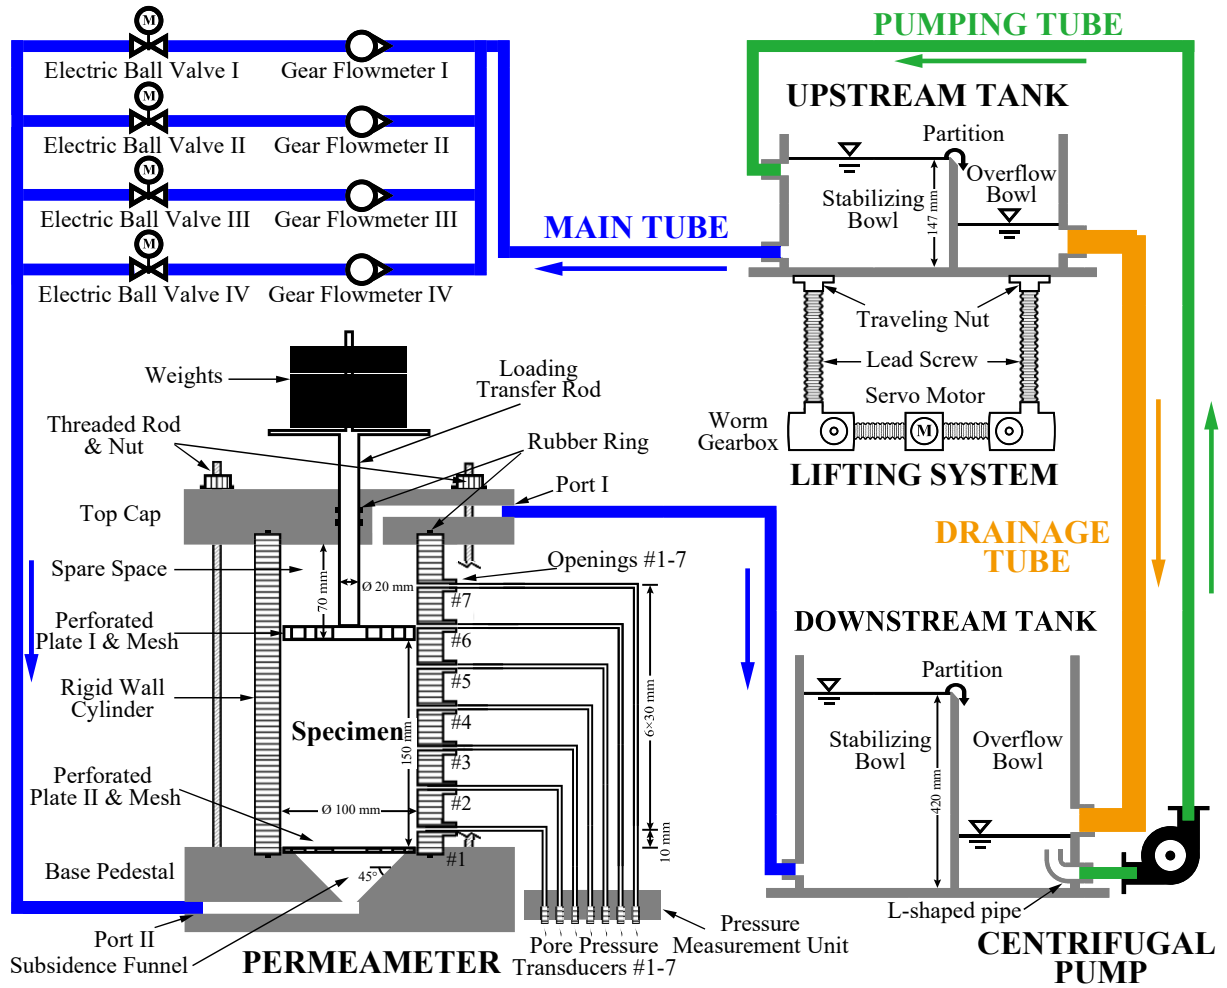 PUMPING TUBE
M
Electric Ball Valve I
Gear Flowmeter I
M
Electric Ball Valve II
Gear Flowmeter II
M
Electric Ball Valve III
Gear Flowmeter III
M
Electric Ball Valve IV
Gear Flowmeter IV
MAIN TUBE
UPSTREAM TANK
Partition
Stabilizing
Bowl
147 mm
Overflow
Bowl
Traveling Nut
Lead Screw
Servo Motor
Worm
Gearbox
M
LIFTING SYSTEM
DRAINAGE
TUBE
Weights
Loading
Transfer Rod
Threaded Rod
& Nut
Rubber Ring
Port I
Top Cap
Openings #1-7
Spare Space
70 mm
Ø 20 mm
Perforated
Plate I & Mesh
Rigid Wall
Cylinder
Specimen
150 mm
#7
#6
#5
#4
#3
#2
#1
6×30 mm
10 mm
Perforated
Plate II & Mesh
Ø 100 mm
Base Pedestal
45°
Port II
Subsidence Funnel
PERMEAMETER
Pore Pressure
Transducers #1-7
Pressure
Measurement Unit
DOWNSTREAM TANK
Partition
Stabilizing
Bowl
420 mm
Overflow
Bowl
L-shaped pipe
CENTRIFUGAL
PUMP